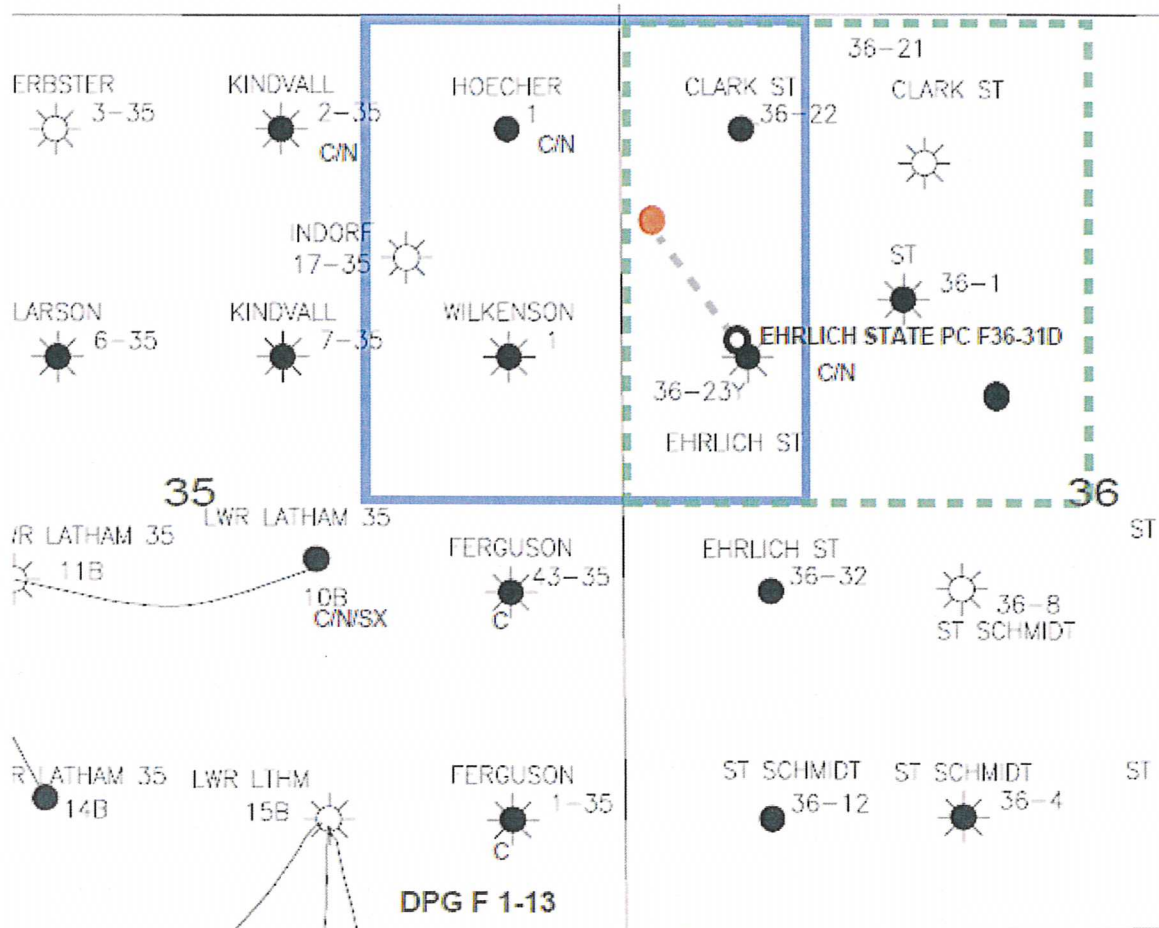 36-21
ERBSTER
3-35
KINDVALL
2-35
C/N
HOECHER
1
C/N
CLARK ST
36-22
CLARK ST
INDORF
17-35
ST
36-1
LARSON
6-35
KINDVALL
7-35
WILKENSON
1
EHRLICH STATE PC F36-31D
C/N
36-23Y
EHRLICH ST
35
36
/R LATHAM 35
11B
LWR LATHAM 35
10B
C/N/SX
FERGUSON
43-35
C
EHRLICH ST
36-32
ST
36-8
ST SCHMIDT
R LATHAM 35
14B
LWR LTHM
15B
FERGUSON
1-35
C
ST SCHMIDT
36-12
ST SCHMIDT
36-4
ST
DPG F 1-13